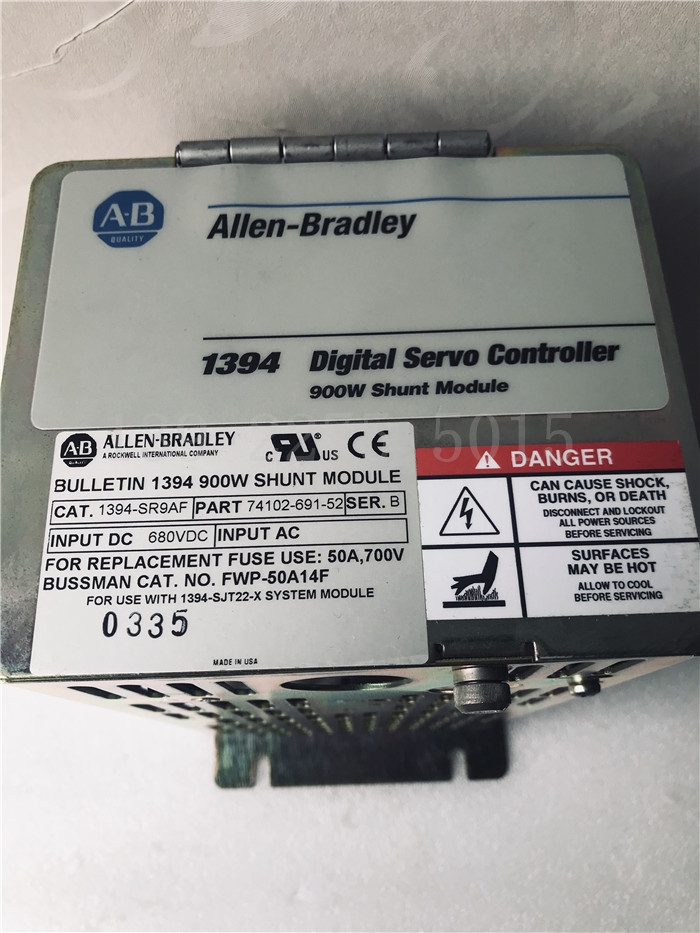 A-B
QUALITY
Allen-Bradley
1394 Digital Servo Controller
900W Shunt Module
5015
A-B
QUALITY
ALLEN-BRADLEY
A ROCKWELL INTERNATIONAL COMPANY
c RU US CE
BULLETIN 1394 900W SHUNT MODULE
CAT. 1394-SR9AF PART 74102-691-52 SER. B
INPUT DC 680VDC INPUT AC
FOR REPLACEMENT FUSE USE: 50A,700V
BUSSMAN CAT. NO. FWP-50A14F
FOR USE WITH 1394-SJT22-X SYSTEM MODULE
0335
MADE IN USA
DANGER
CAN CAUSE SHOCK,
BURNS, OR DEATH
DISCONNECT AND LOCKOUT
ALL POWER SOURCES
BEFORE SERVICING
SURFACES
MAY BE HOT
ALLOW TO COOL
BEFORE SERVICING